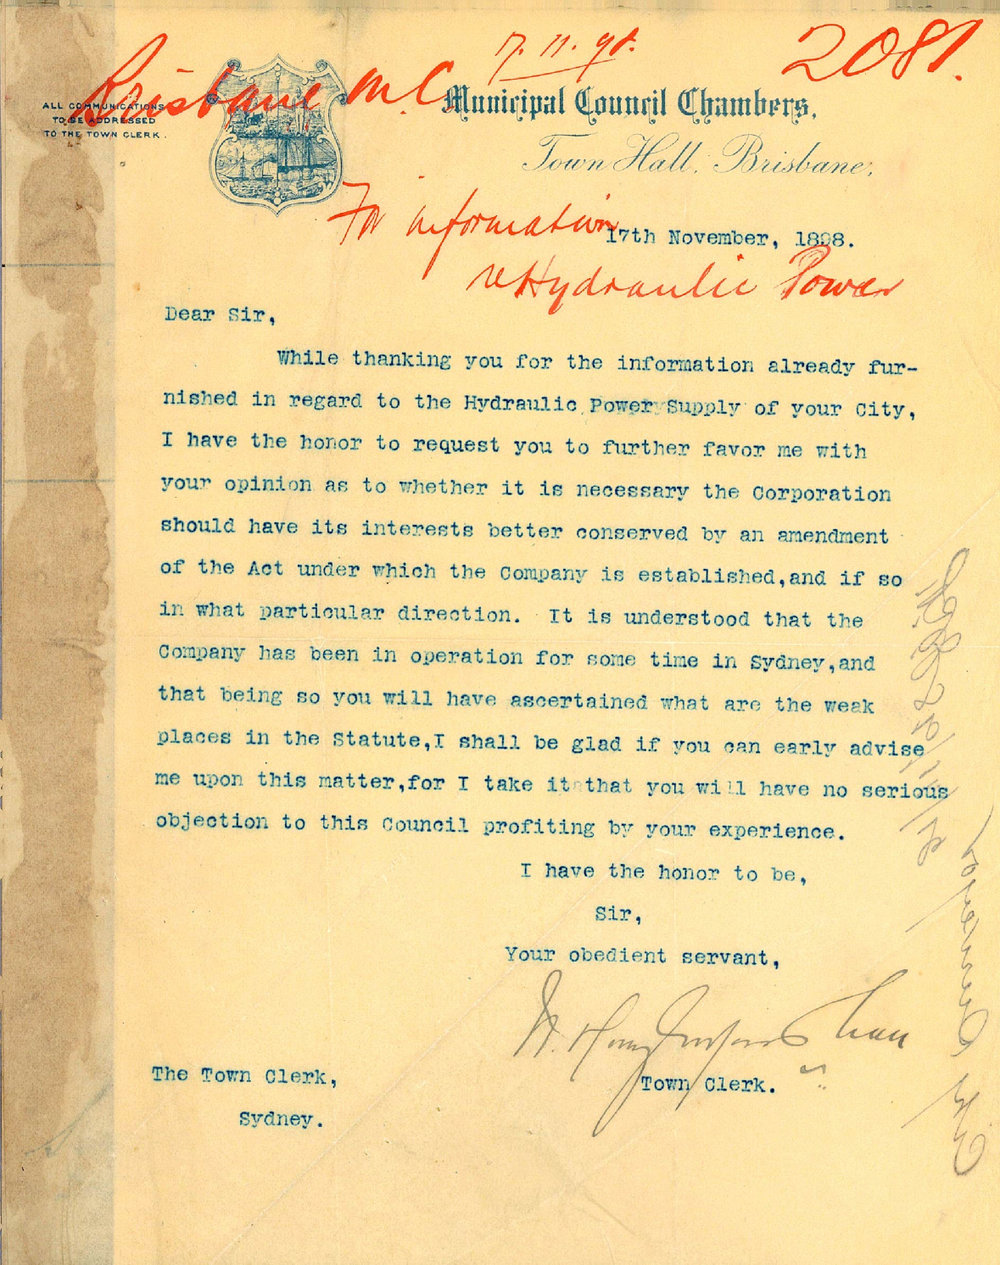 17.11.98.
2081.
Brisbane M.C.
ALL COMMUNICATIONS
TO BE ADDRESSED
TO THE TOWN CLERK.
Municipal Council Chambers,
Town Hall, Brisbane,
For information
17th November, 1898.
re Hydraulic Power
Dear Sir,
While thanking you for the information already fur-
nished in regard to the Hydraulic Power Supply of your City,
I have the honor to request you to further favor me with
your opinion as to whether it is necessary the Corporation
should have its interests better conserved by an amendment
of the Act under which the Company is established,and if so
in what particular direction. It is understood that the
Company has been in operation for some time in Sydney,and
that being so you will have ascertained what are the weak
places in the Statute,I shall be glad if you can early advise
me upon this matter,for I take it that you will have no serious
objection to this Council profiting by your experience.
I have the honor to be,
Sir,
Your obedient servant,
Town Clerk.
The Town Clerk,
Sydney.